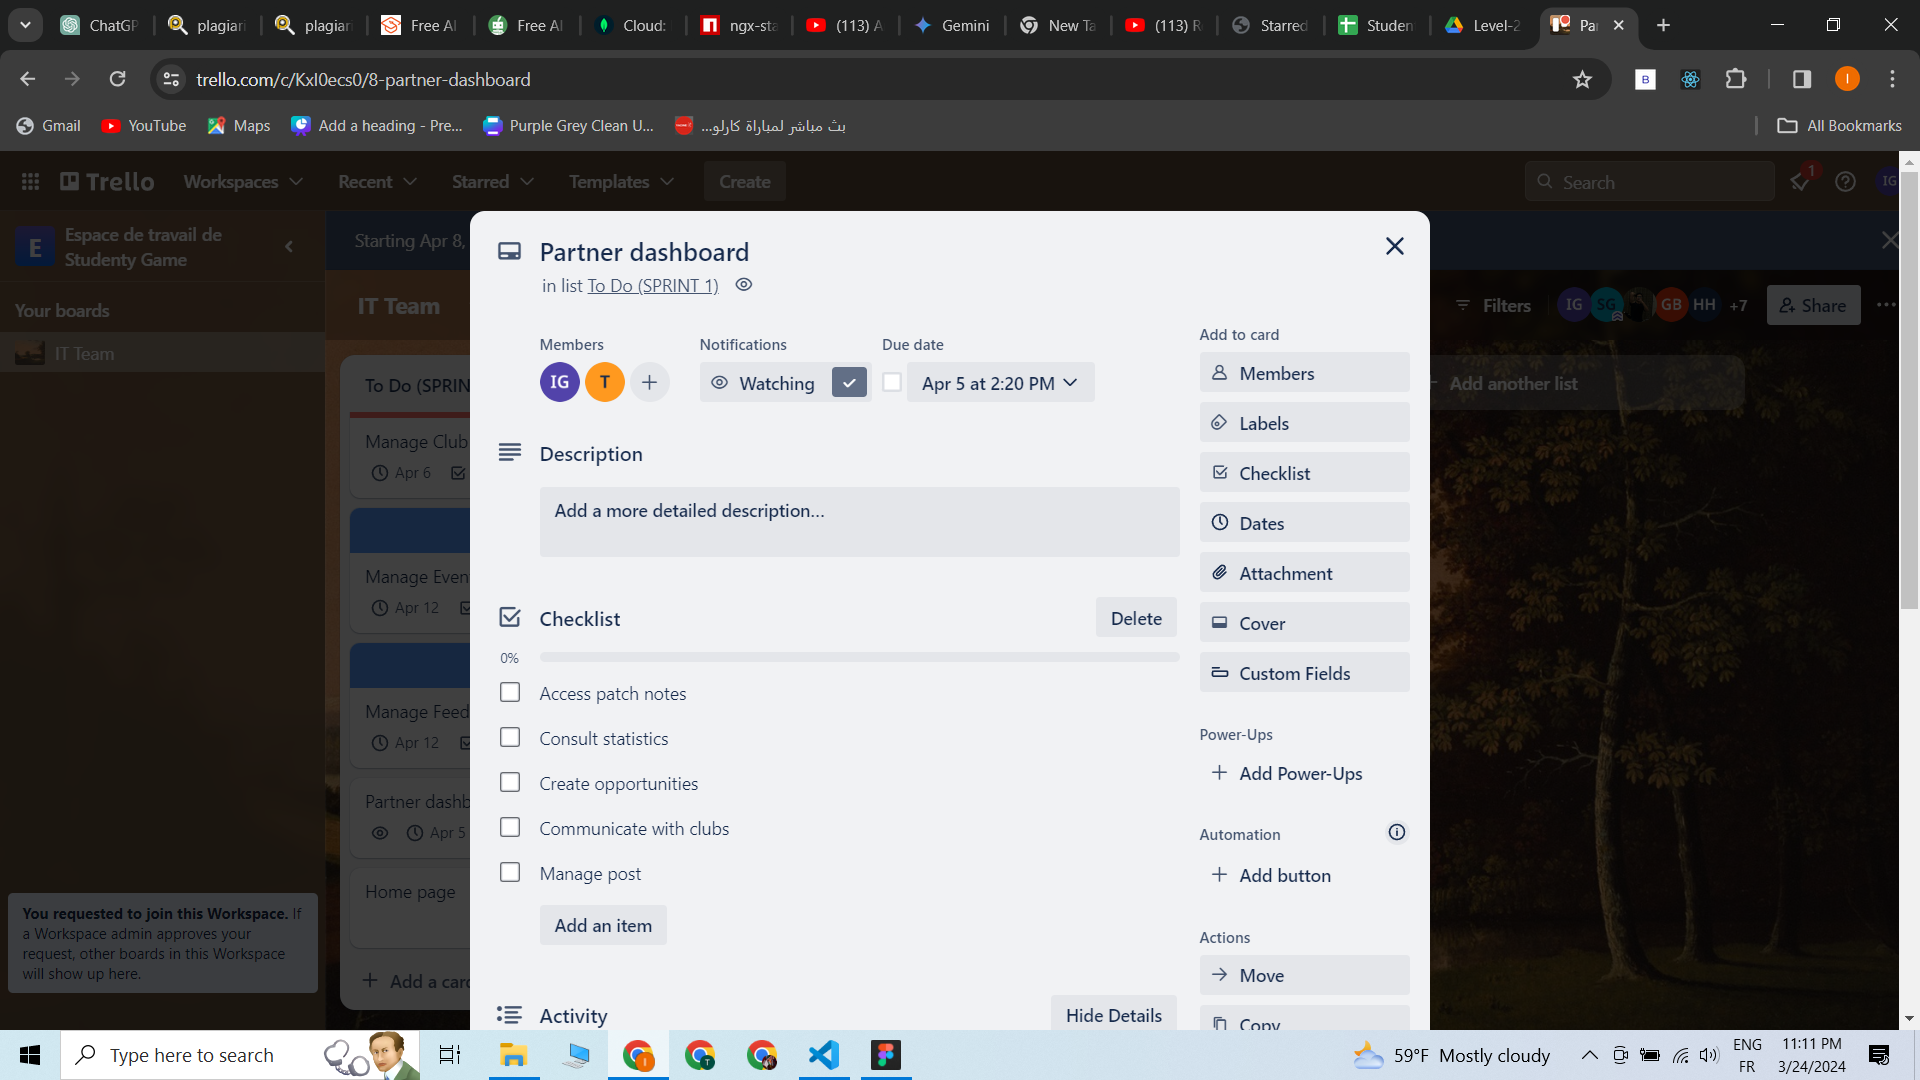 ChatGP
plagiari
plagiari
Free AI
Free AI
Cloud:
ngx-sta
(113) A
Gemini
New Ta
(113) R
Starred
Studen
Level-2
Pa
trello.com/c/KxI0ecs0/8-partner-dashboard
Gmail
YouTube
Maps
Add a heading - Pre...
Purple Grey Clean U...
بث مباشر لمباراة كارلو...
All Bookmarks
Trello
Workspaces
Recent
Starred
Templates
Create
Search
1
IG
E
Espace de travail de
Studenty Game
Starting Apr 8,
Your boards
IT Team
IT Team
Filters
IG
SG
GB
HH
+7
Share
To Do (SPRIN
Manage Club
Apr 6
Manage Even
Apr 12
Manage Feed
Apr 12
Partner dashb
Apr 5
Home page
Add a card
Add another list
You requested to join this Workspace. If
a Workspace admin approves your
request, other boards in this Workspace
will show up here.
Partner dashboard
in list To Do (SPRINT 1)
Members
Notifications
Due date
IG
T
Watching
Apr 5 at 2:20 PM
Description
Add a more detailed description...
Checklist
Delete
0%
Access patch notes
Consult statistics
Create opportunities
Communicate with clubs
Manage post
Add an item
Activity
Hide Details
Add to card
Members
Labels
Checklist
Dates
Attachment
Cover
Custom Fields
Power-Ups
Add Power-Ups
Automation
Add button
Actions
Move
Copy
Type here to search
59°F Mostly cloudy
ENG
FR
11:11 PM
3/24/2024